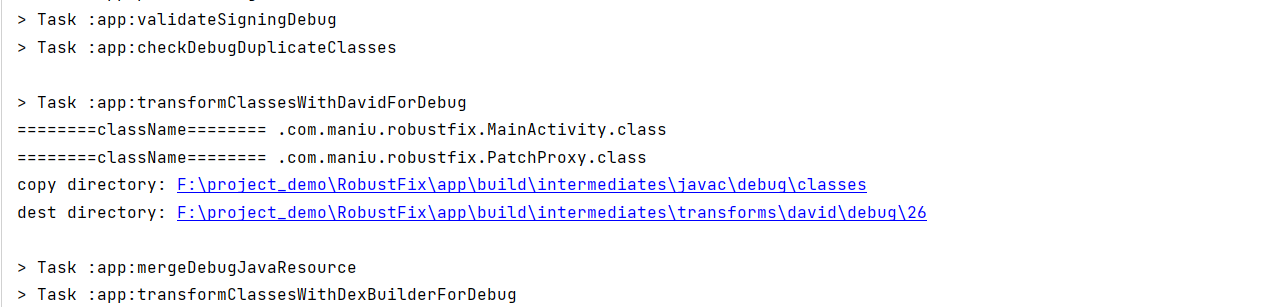 > Task :app:validateSigningDebug
> Task :app:checkDebugDuplicateClasses
> Task :app:transformClassesWithDavidForDebug
========className======== .com.maniu.robustfix.MainActivity.class
========className======== .com.maniu.robustfix.PatchProxy.class
copy directory: F:\project_demo\RobustFix\app\build\intermediates\javac\debug\classes
dest directory: F:\project_demo\RobustFix\app\build\intermediates\transforms\david\debug\26
> Task :app:mergeDebugJavaResource
> Task :app:transformClassesWithDexBuilderForDebug